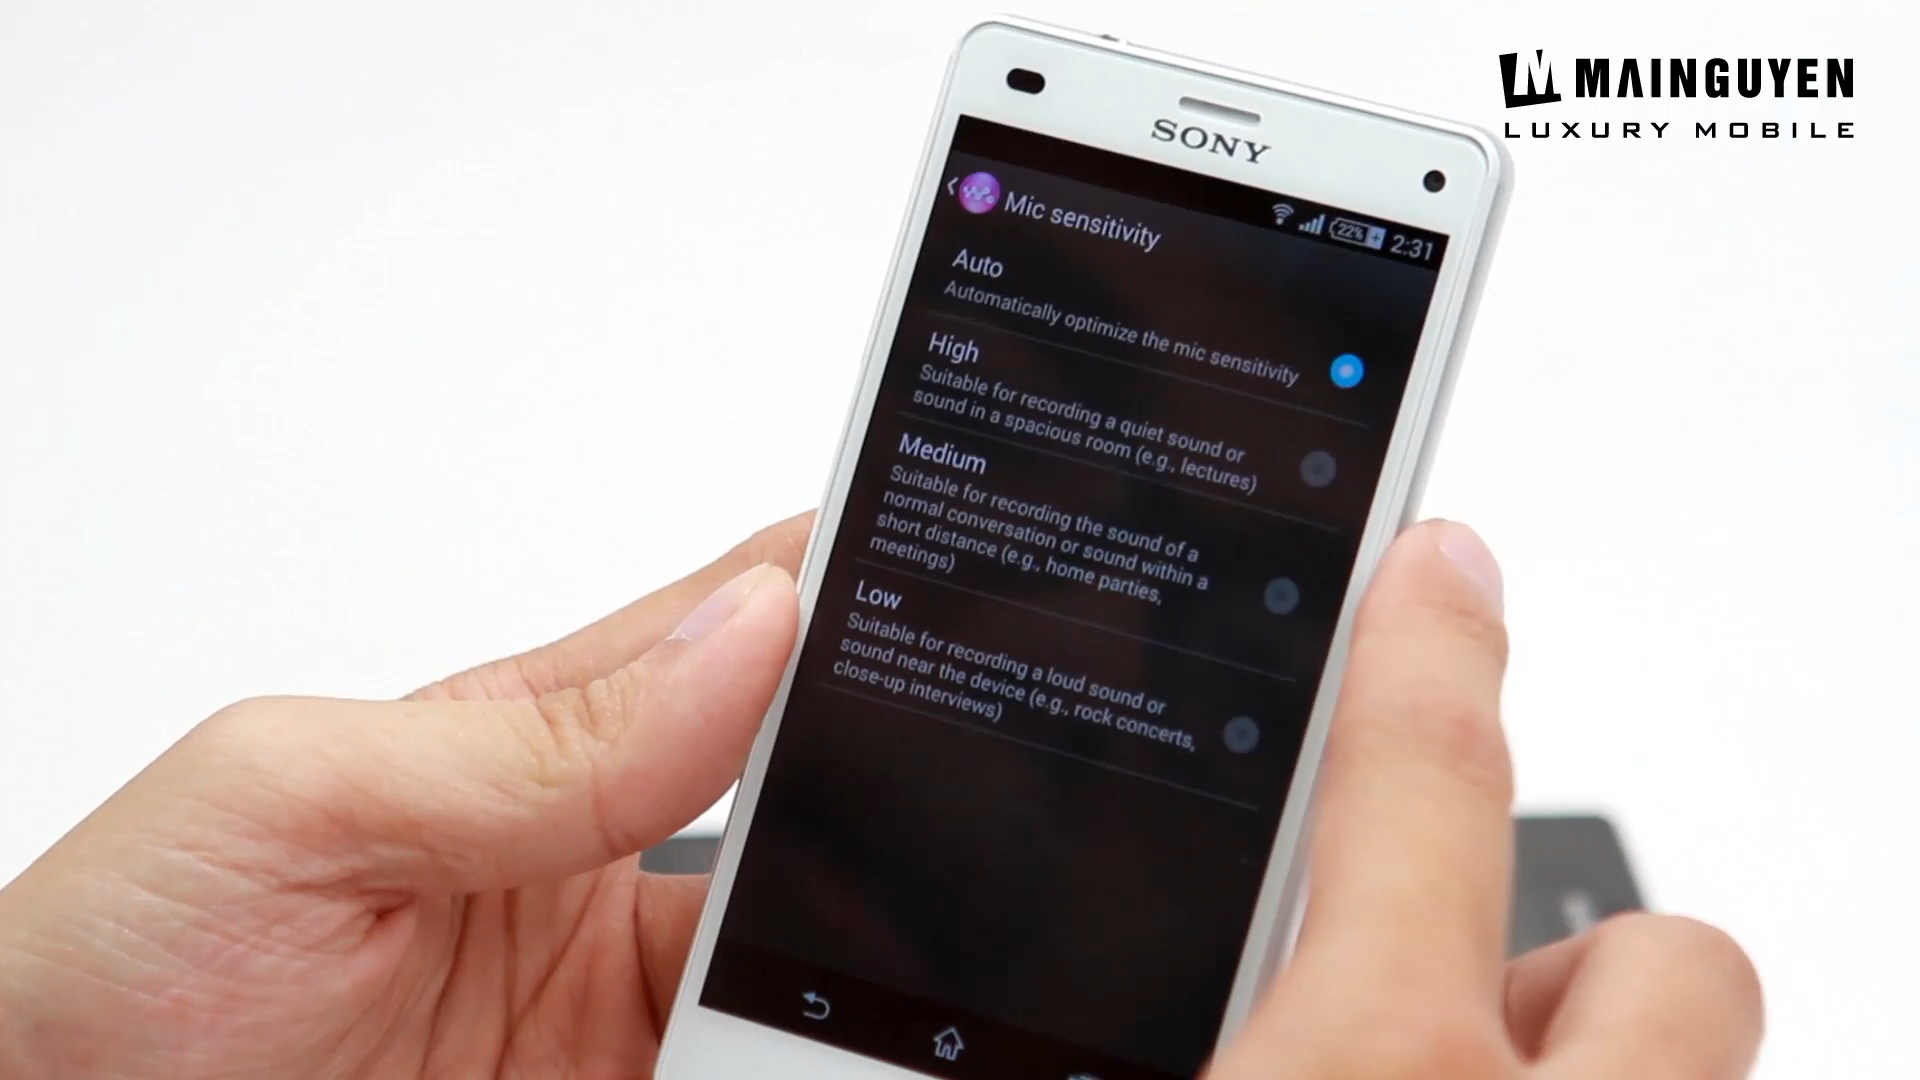 MAINGUYEN
LUXURY MOBILE
SONY
22%
2:31
Mic sensitivity
Auto
Automatically optimize the mic sensitivity
High
Suitable for recording a quiet sound or
sound in a spacious room (e.g., lectures)
Medium
Suitable for recording the sound of a
normal conversation or sound within a
short distance (e.g., home parties,
meetings)
Low
Suitable for recording a loud sound or
sound near the device (e.g., rock concerts,
close-up interviews)